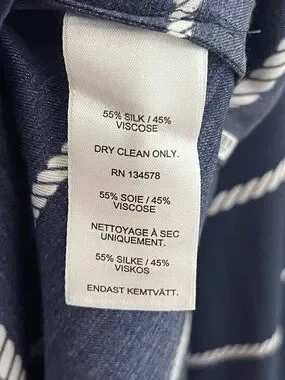 55% SILK / 45%
VISCOSE
DRY CLEAN ONLY.
RN 134578
55% SOIE / 45%
VISCOSE
NETTOYAGE À SEC
UNIQUEMENT.
55% SILKE / 45%
VISKOS
ENDAST KEMTVÄTT.